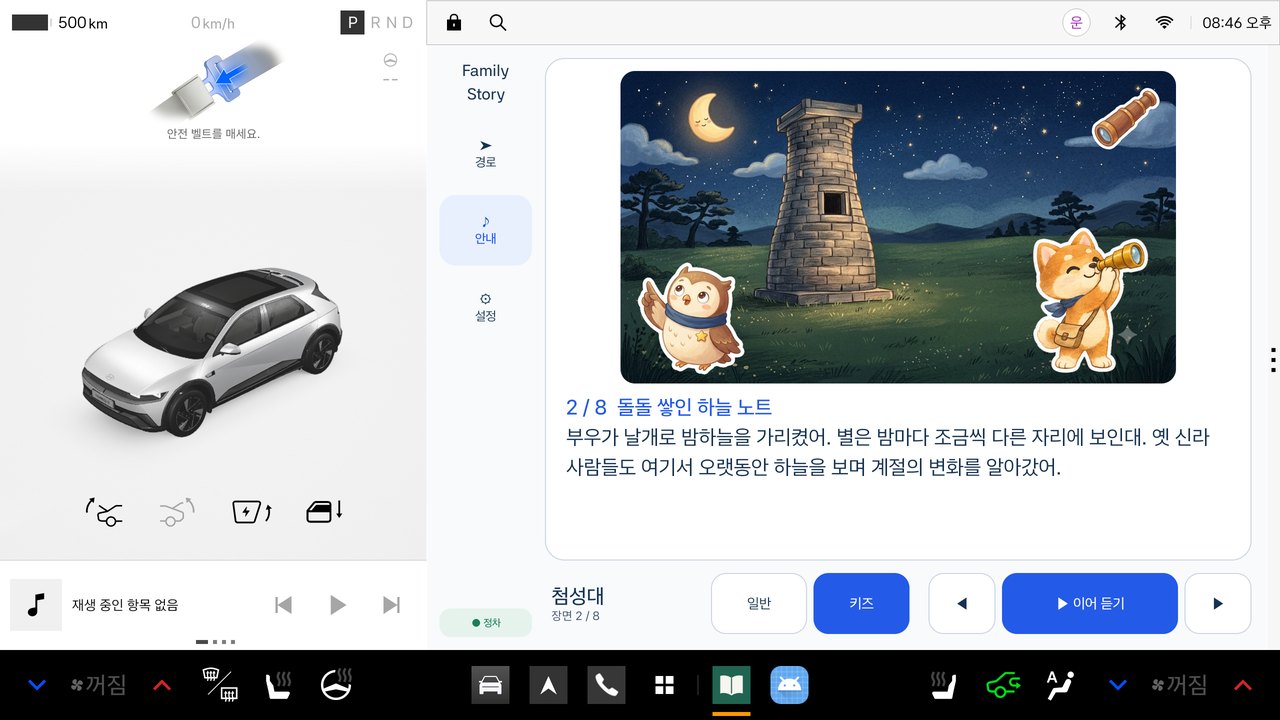 500 km
0 km/h
P R N D
안전 벨트를 매세요.
재생 중인 항목 없음
운
08:46 오후
Family
Story
경로
안내
설정
2 / 8 돌돌 쌓인 하늘 노트
부우가 날개로 밤하늘을 가리켰어. 별은 밤마다 조금씩 다른 자리에 보인대. 옛 신라
사람들도 여기서 오랫동안 하늘을 보며 계절의 변화를 알아갔어.
정차
첨성대
장면 2 / 8
일반
키즈
이어 듣기
꺼짐
A
꺼짐